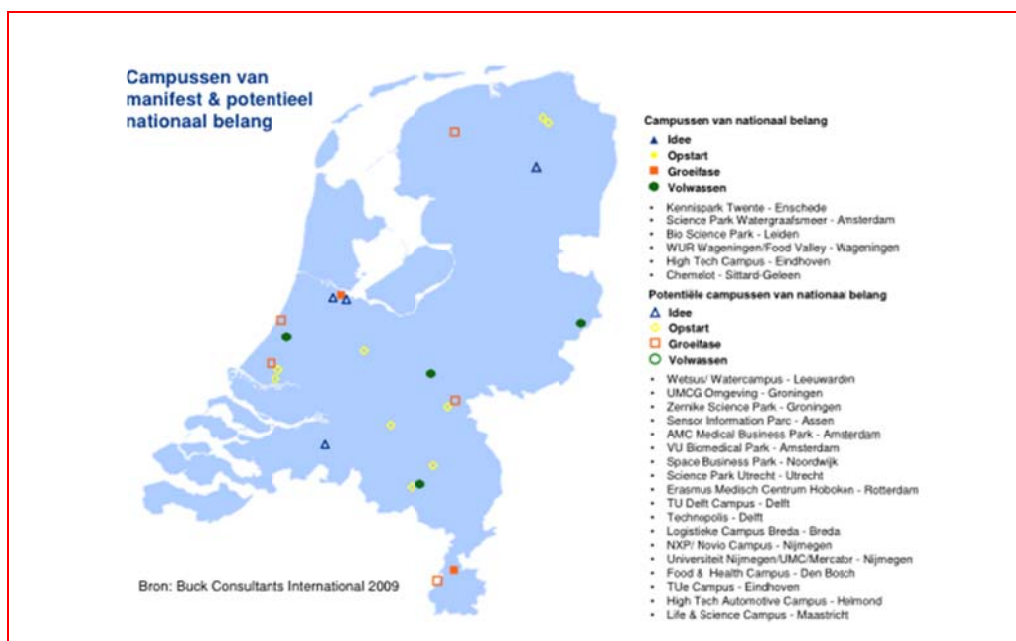 Campussen van
manifest & potentieel
nationaal belang
Campussen van nationaal belang
Idee
Opstart
Groeifase
Volwassen
• Kennispark Twente - Enschede
• Science Park Watergraafsmeer - Amsterdam
• Bio Science Park - Leiden
• WUR Wageningen/Food Valley - Wageningen
• High Tech Campus - Eindhoven
• Chemelot - Sittard-Geleen
Potentiële campussen van nationaal belang
Idee
Opstart
Groeifase
Volwassen
• Wetsus/ Watercampus - Leeuwarden
• UMCG Omgeving - Groningen
• Zernike Science Park - Groningen
• Sensor Information Parc - Assen
• AMC Medical Business Park - Amsterdam
• VU Biomedical Park - Amsterdam
• Space Business Park - Noordwijk
• Science Park Utrecht - Utrecht
• Erasmus Medisch Centrum Hoboken - Rotterdam
• TU Delft Campus - Delft
• Technopolis - Delft
• Logistieke Campus Breda - Breda
• NXP/ Novio Campus - Nijmegen
• Universiteit Nijmegen/UMC/Mercator - Nijmegen
• Food & Health Campus - Den Bosch
• TUe Campus - Eindhoven
• High Tech Automotive Campus - Helmond
• Life & Science Campus - Maastricht
Bron: Buck Consultants International 2009